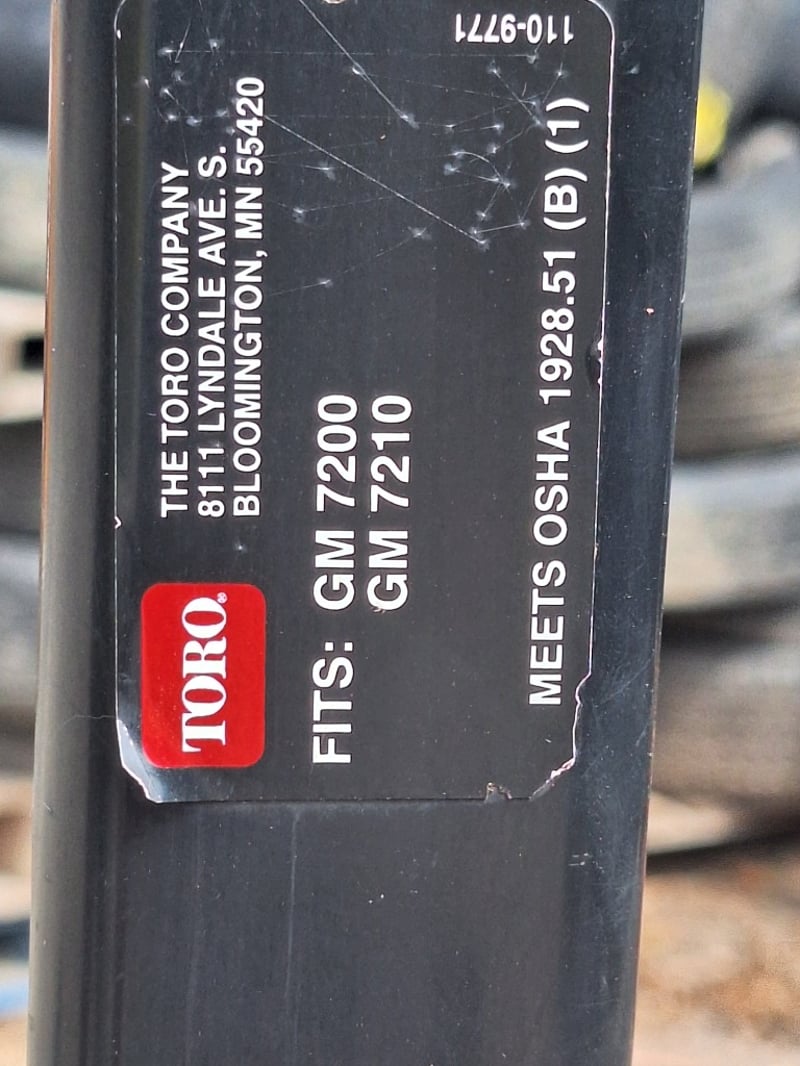 TORO®
THE TORO COMPANY
8111 LYNDALE AVE. S.
BLOOMINGTON, MN 55420
FITS: GM 7200
GM 7210
MEETS OSHA 1928.51 (B) (1)
110-9771